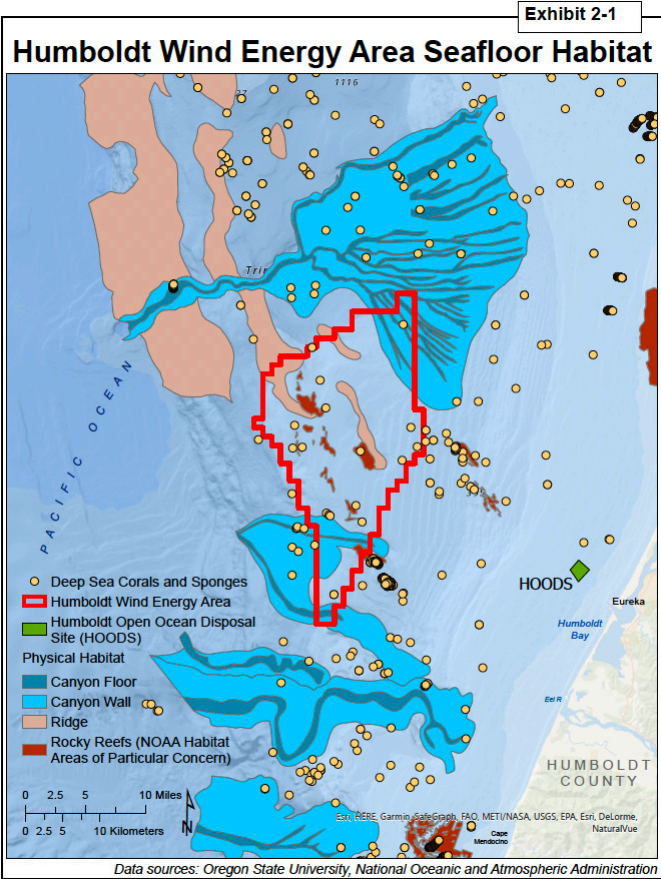 Exhibit 2-1
Humboldt Wind Energy Area Seafloor Habitat
1116
Trin
PACIFIC OCEAN
Deep Sea Corals and Sponges
Humboldt Wind Energy Area
Humboldt Open Ocean Disposal
Site (HOODS)
Physical Habitat
Canyon Floor
Canyon Wall
Ridge
Rocky Reefs (NOAA Habitat
Areas of Particular Concern)
HOODS
Eureka
Humboldt
Bay
Eel R
HUMBOLDT
COUNTY
0 2.5 5 10 Miles
0 2.5 5 10 Kilometers
N
Esri, HERE, Garmin, SafeGraph, FAO, METI/NASA, USGS, EPA, Esri, DeLorme,
NaturalVue
Cape
Mendocino
Data sources: Oregon State University, National Oceanic and Atmospheric Administration